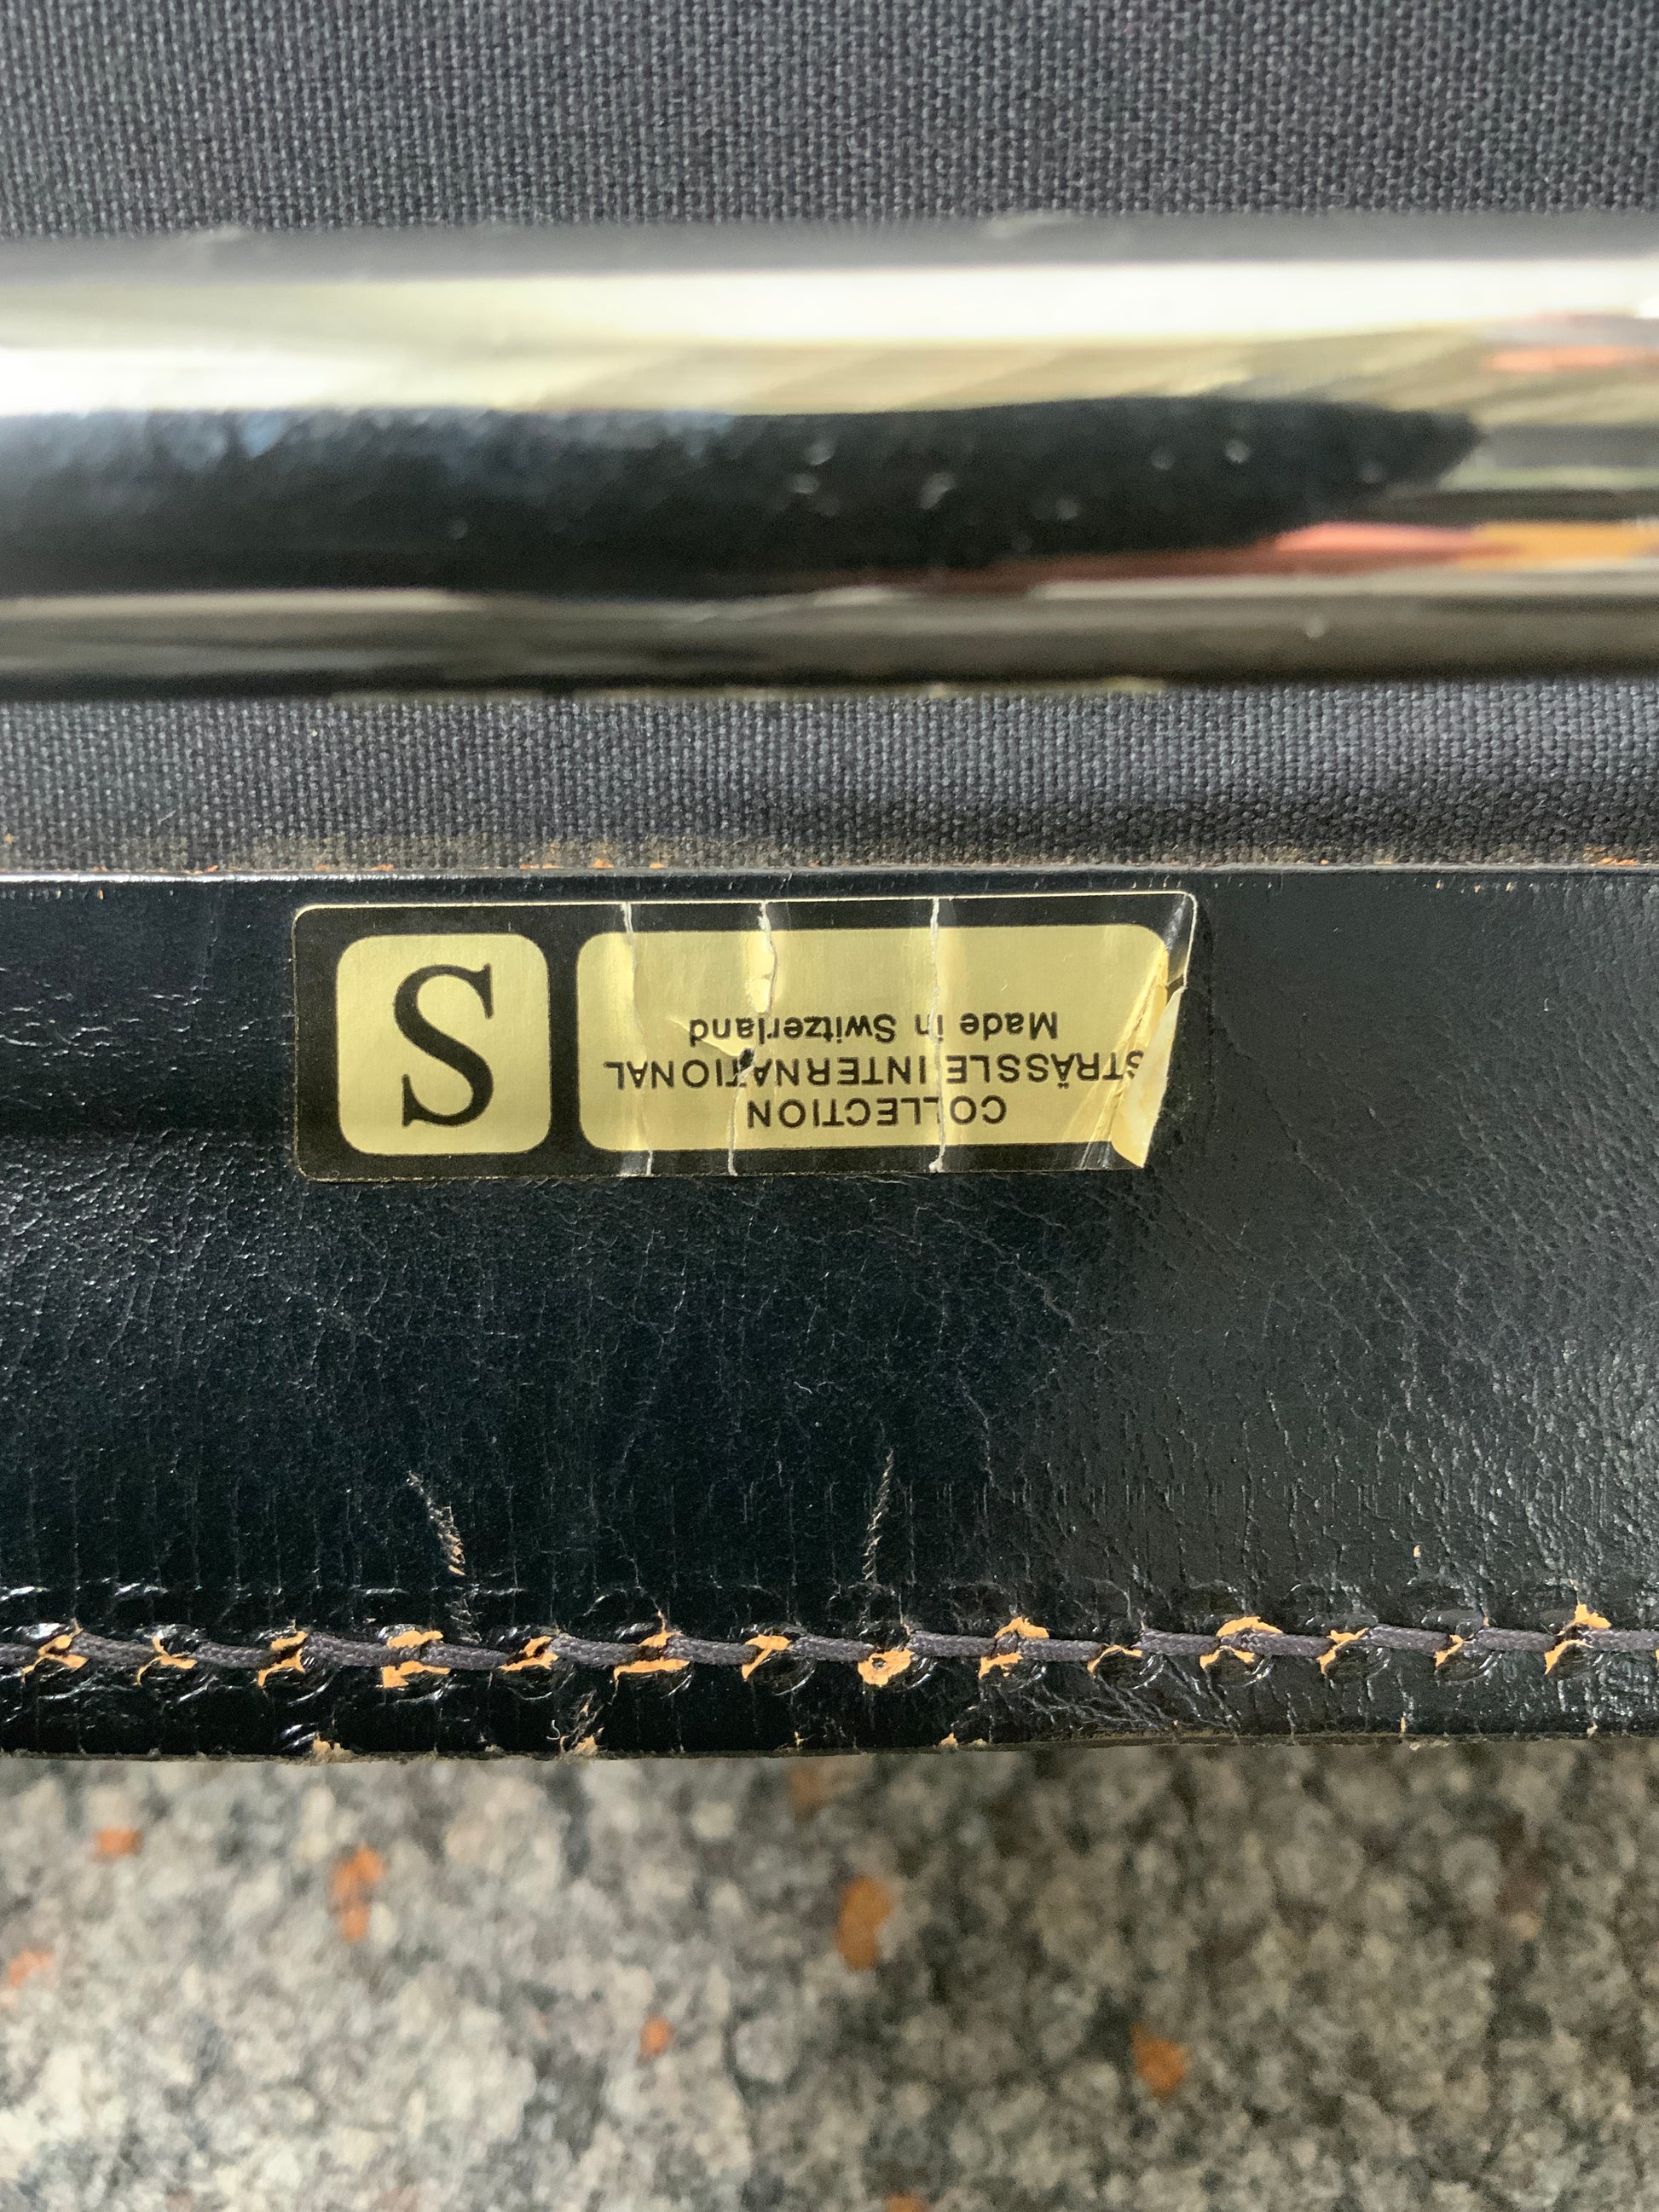 COLLECTION
STRÄSSLE INTERNATIONAL
Made in Switzerland
S